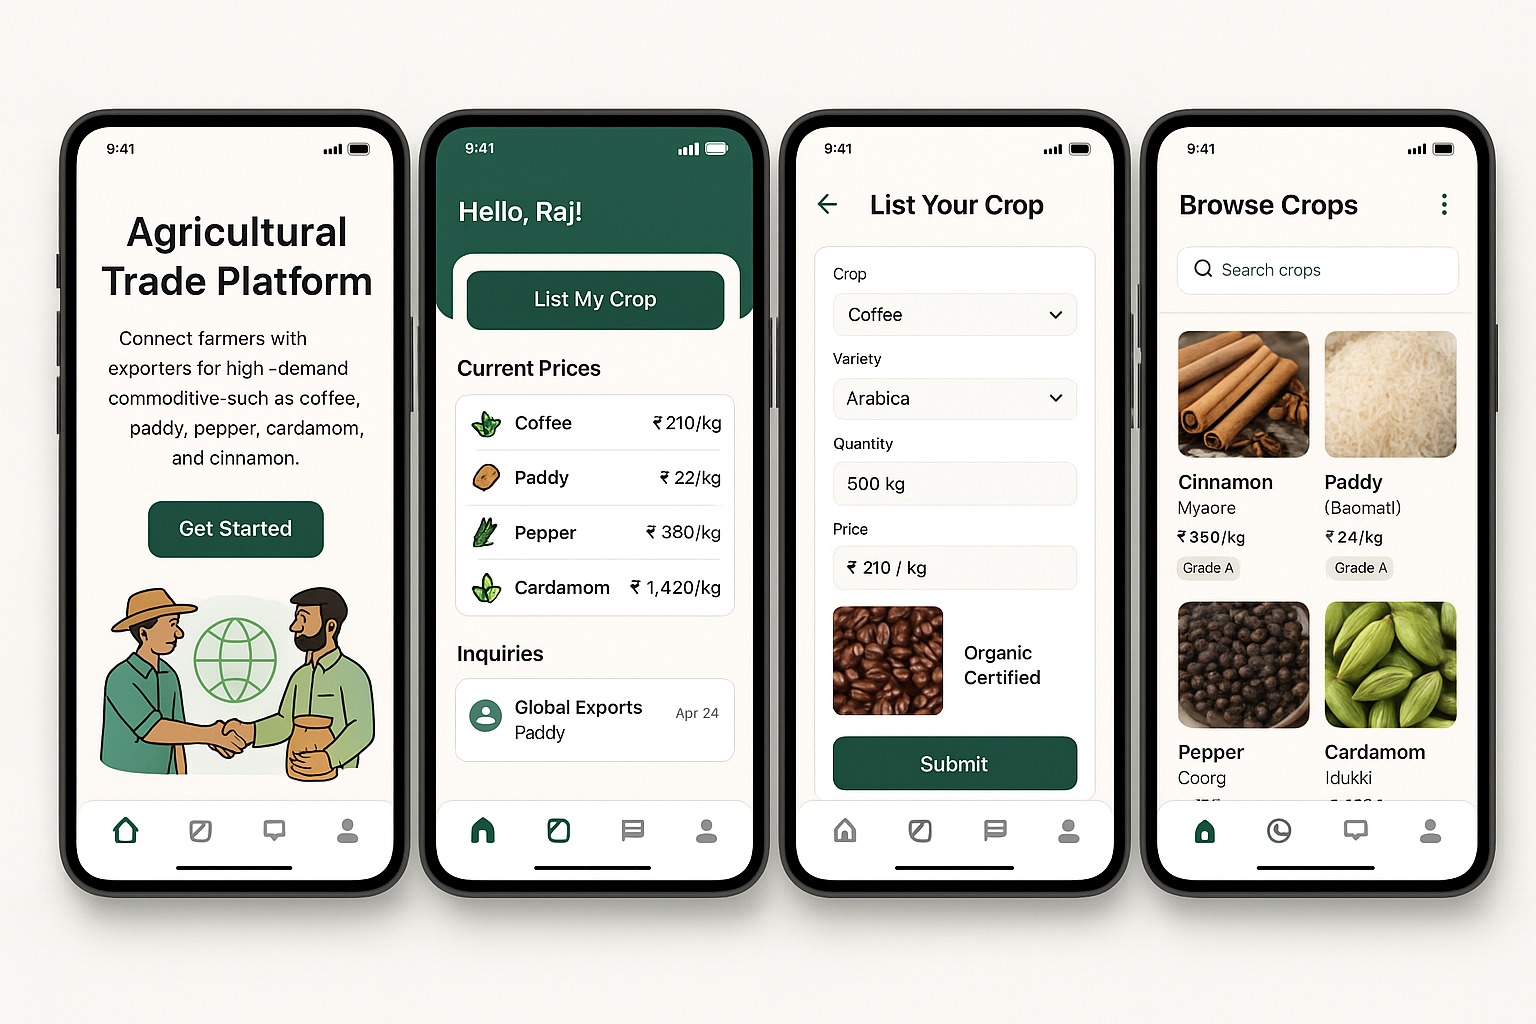 9:41
Agricultural
Trade Platform
Connect farmers with
exporters for high -demand
commoditive-such as coffee,
paddy, pepper, cardamom,
and cinnamon.
Get Started
9:41
Hello, Raj!
List My Crop
Current Prices
Coffee ₹ 210/kg
Paddy ₹ 22/kg
Pepper ₹ 380/kg
Cardamom ₹ 1,420/kg
Inquiries
Global Exports Apr 24
Paddy
9:41
List Your Crop
Crop
Coffee
Variety
Arabica
Quantity
500 kg
Price
₹ 210 / kg
Organic
Certified
Submit
9:41
Browse Crops
Search crops
Cinnamon
Myaore
₹ 350/kg
Grade A
Paddy
(Baomatl)
₹ 24/kg
Grade A
Pepper
Coorg
Cardamom
Idukki